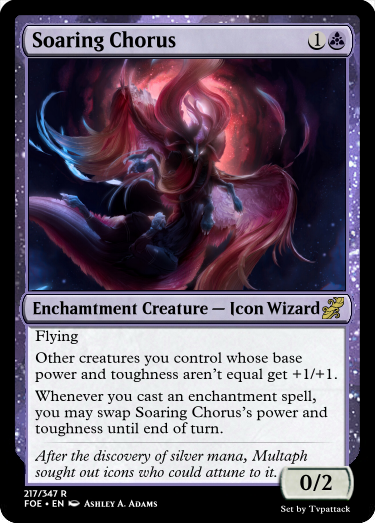 Soaring Chorus
1
Enchamtment Creature — Icon Wizard
Flying
Other creatures you control whose base
power and toughness aren't equal get +1/+1.
Whenever you cast an enchantment spell,
you may swap Soaring Chorus's power and
toughness until end of turn.
After the discovery of silver mana, Multaph
sought out icons who could attune to it.
0/2
217/347 R
FOE • EN Ashley A. Adams
Set by Tvpattack